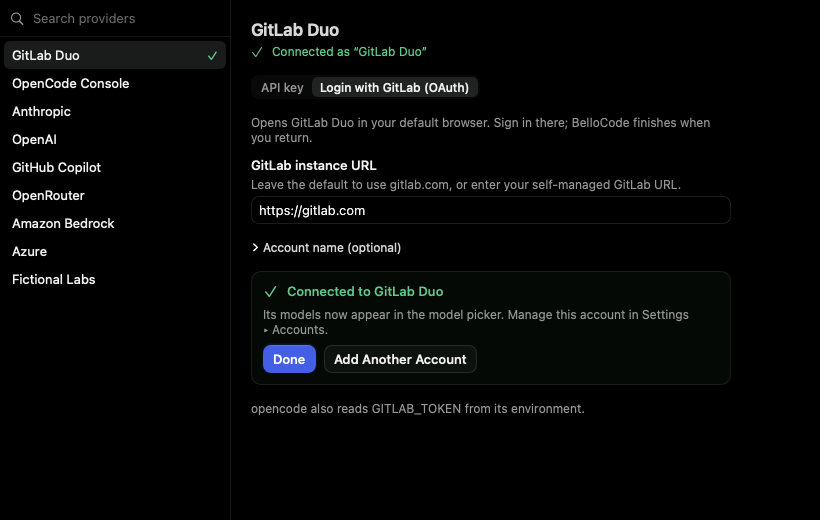 Search providers
GitLab Duo
OpenCode Console
Anthropic
OpenAI
GitHub Copilot
OpenRouter
Amazon Bedrock
Azure
Fictional Labs
GitLab Duo
Connected as “GitLab Duo”
API key
Login with GitLab (OAuth)
Opens GitLab Duo in your default browser. Sign in there; BelloCode finishes when
you return.
GitLab instance URL
Leave the default to use gitlab.com, or enter your self-managed GitLab URL.
https://gitlab.com
Account name (optional)
Connected to GitLab Duo
Its models now appear in the model picker. Manage this account in Settings
▸ Accounts.
Done
Add Another Account
opencode also reads GITLAB_TOKEN from its environment.